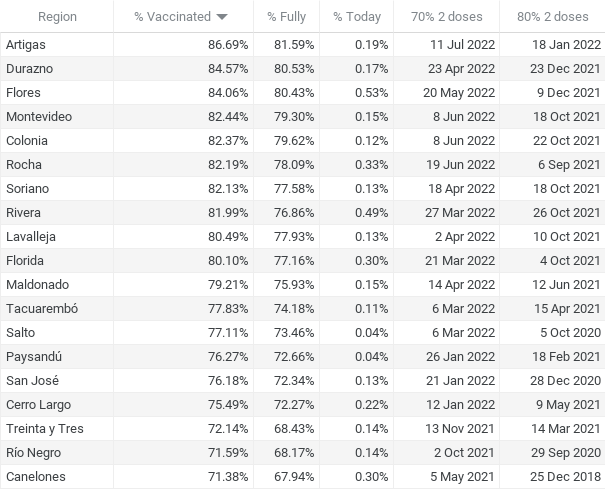 Region % Vaccinated % Fully % Today 70% 2 doses 80% 2 doses
Artigas 86.69% 81.59% 0.19% 11 Jul 2022 18 Jan 2022
Durazno 84.57% 80.53% 0.17% 23 Apr 2022 23 Dec 2021
Flores 84.06% 80.43% 0.53% 20 May 2022 9 Dec 2021
Montevideo 82.44% 79.30% 0.15% 8 Jun 2022 18 Oct 2021
Colonia 82.37% 79.62% 0.12% 8 Jun 2022 22 Oct 2021
Rocha 82.19% 78.09% 0.33% 19 Jun 2022 6 Sep 2021
Soriano 82.13% 77.58% 0.13% 18 Apr 2022 18 Oct 2021
Rivera 81.99% 76.86% 0.49% 27 Mar 2022 26 Oct 2021
Lavalleja 80.49% 77.93% 0.13% 2 Apr 2022 10 Oct 2021
Florida 80.10% 77.16% 0.30% 21 Mar 2022 4 Oct 2021
Maldonado 79.21% 75.93% 0.15% 14 Apr 2022 12 Jun 2021
Tacuarembó 77.83% 74.18% 0.11% 6 Mar 2022 15 Apr 2021
Salto 77.11% 73.46% 0.04% 6 Mar 2022 5 Oct 2020
Paysandú 76.27% 72.66% 0.04% 26 Jan 2022 18 Feb 2021
San José 76.18% 72.34% 0.13% 21 Jan 2022 28 Dec 2020
Cerro Largo 75.49% 72.27% 0.22% 12 Jan 2022 9 May 2021
Treinta y Tres 72.14% 68.43% 0.14% 13 Nov 2021 14 Mar 2021
Río Negro 71.59% 68.17% 0.14% 2 Oct 2021 29 Sep 2020
Canelones 71.38% 67.94% 0.30% 5 May 2021 25 Dec 2018